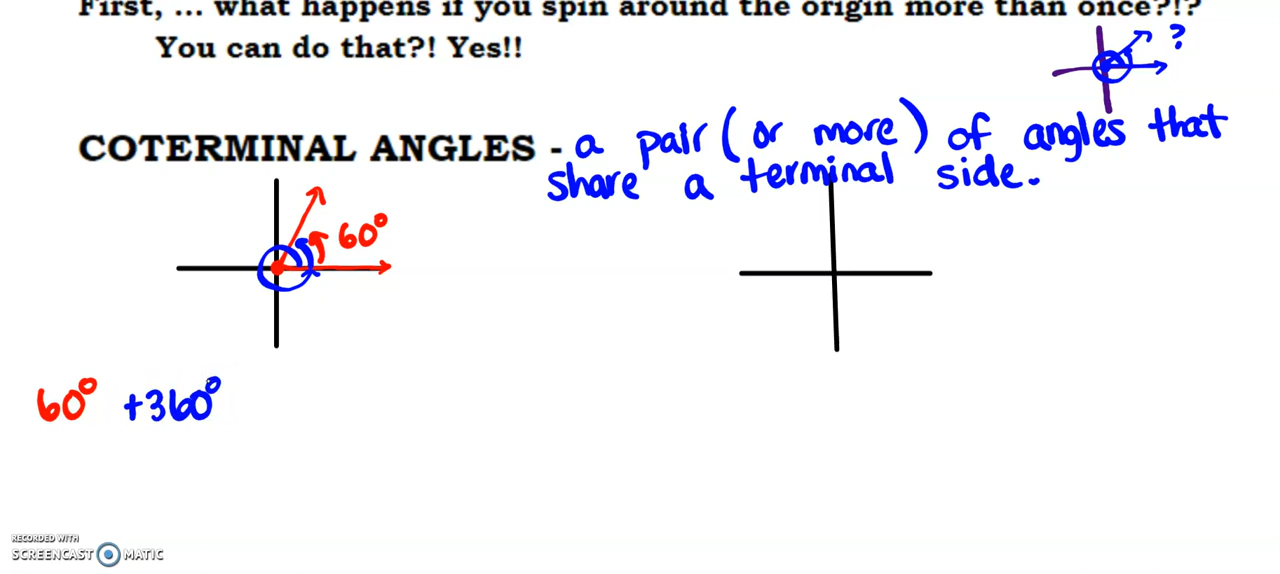 First, ... what happens if you spin around the origin more than once?!?
You can do that?! Yes!!
?
COTERMINAL ANGLES - a pair (or more) of angles that
share a terminal side.
60°
60° +360°
RECORDED WITH
SCREENCAST MATIC